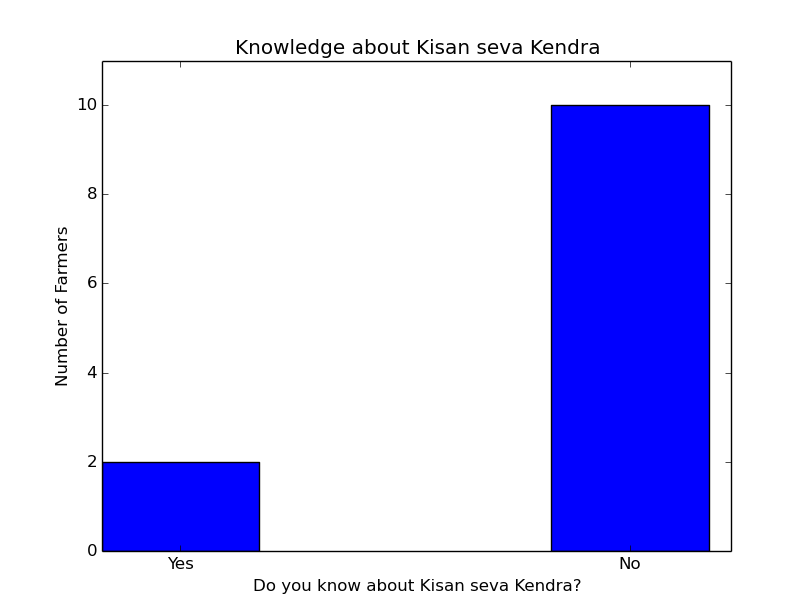 Knowledge about Kisan seva Kendra
10
8
6
4
2
0
Number of Farmers
Yes
No
Do you know about Kisan seva Kendra?